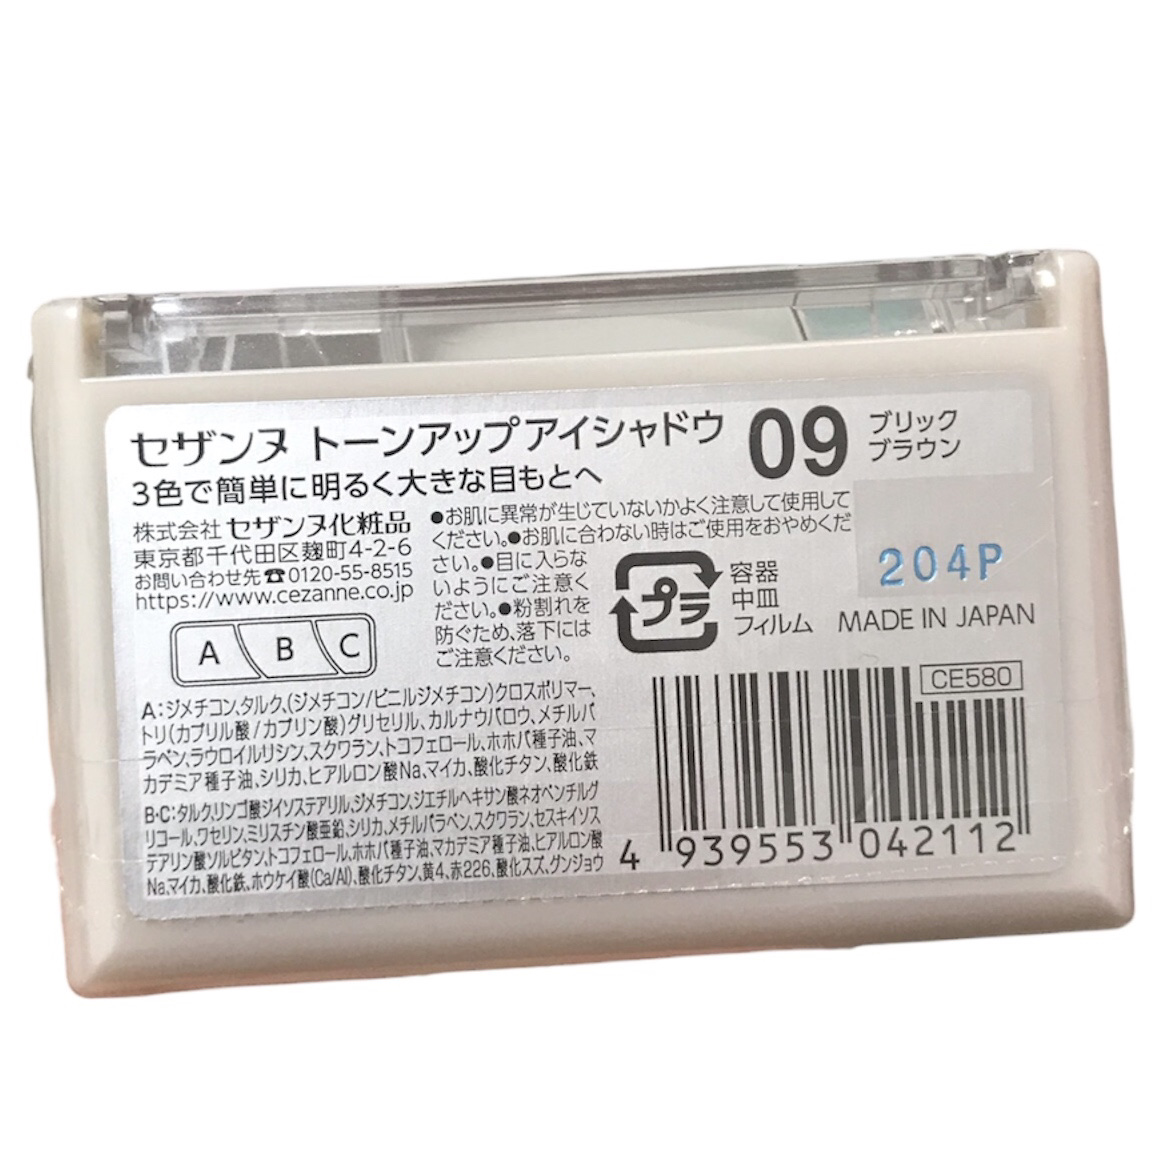 セザンヌ トーンアップアイシャドウ 09 ブリック
ブラウン
3色で簡単に明るく大きな目もとへ
株式会社 セザンヌ化粧品
東京都千代田区麹町4-2-6
お問い合わせ先☎0120-55-8515
https://www.cezanne.co.jp
●お肌に異常が生じていないかよく注意して使用して
ください。●お肌に合わない時はご使用をおやめくだ
さい。●目に入らな
いようにご注意く
ださい。●粉割れを
防ぐため、落下には
ご注意ください。
プラ
容器
中皿
フィルム
204P
MADE IN JAPAN
A B C
CE580
A:ジメチコン、タルク、(ジメチコン/ビニルジメチコン)クロスポリマー、
トリ(カプリル酸/カプリン酸)グリセリル、カルナウバロウ、メチルパ
ラベン、ラウロイルリシン、スクワラン、トコフェロール、ホホバ種子油、マ
カデミア種子油、シリカ、ヒアルロン酸Na、マイカ、酸化チタン、酸化鉄
B・C:タルク、リンゴ酸ジイソステアリル、ジメチコン、ジエチルヘキサン酸ネオペンチルグ
リコール、ワセリン、ミリスチン酸亜鉛、シリカ、メチルパラベン、スクワラン、セスキイソス
テアリン酸ソルビタン、トコフェロール、ホホバ種子油、マカデミア種子油、ヒアルロン酸
Na、マイカ、酸化鉄、ホウケイ酸(Ca/Al)、酸化チタン、黄4、赤226、酸化スズ、グンジョウ
4 939553 042112